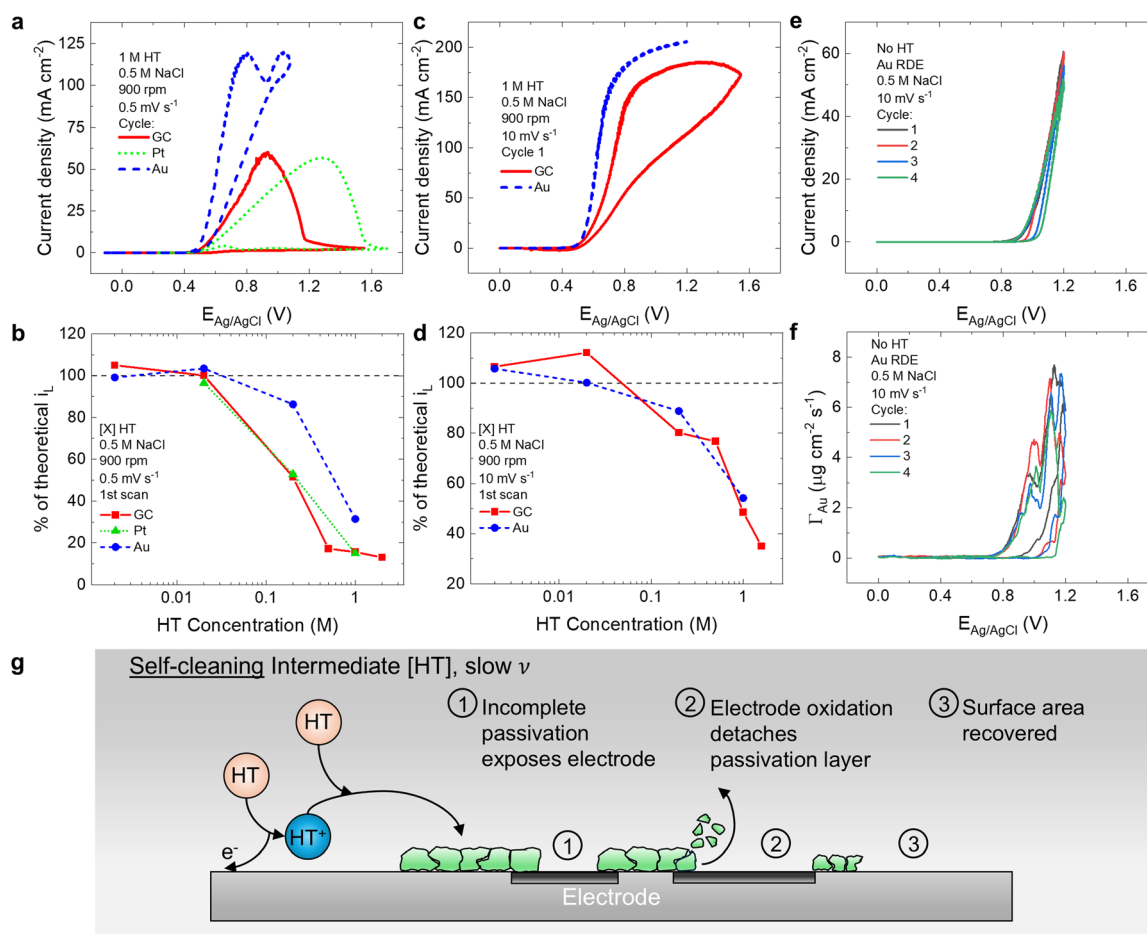 a
Current density (mA cm⁻²)
125
100
75
50
25
0
1 M HT
0.5 M NaCl
900 rpm
0.5 mV s⁻¹
Cycle:
GC
Pt
Au
0.0 0.4 0.8 1.2 1.6
E_Ag/AgCl (V)
c
Current density (mA cm⁻²)
200
150
100
50
0
1 M HT
0.5 M NaCl
900 rpm
10 mV s⁻¹
Cycle 1
GC
Au
0.0 0.4 0.8 1.2 1.6
E_Ag/AgCl (V)
e
Current density (mA cm⁻²)
60
40
20
0
No HT
Au RDE
0.5 M NaCl
10 mV s⁻¹
Cycle:
1
2
3
4
0.0 0.4 0.8 1.2 1.6
E_Ag/AgCl (V)
b
% of theoretical i_L
120
100
80
60
40
20
0
[X] HT
0.5 M NaCl
900 rpm
0.5 mV s⁻¹
1st scan
GC
Pt
Au
0.01 0.1 1
HT Concentration (M)
d
% of theoretical i_L
120
100
80
60
40
20
[X] HT
0.5 M NaCl
900 rpm
10 mV s⁻¹
1st scan
GC
Au
0.01 0.1 1
HT Concentration (M)
f
Γ_Au (µg cm⁻² s⁻¹)
8
6
4
2
0
No HT
Au RDE
0.5 M NaCl
10 mV s⁻¹
Cycle:
1
2
3
4
0.0 0.4 0.8 1.2 1.6
E_Ag/AgCl (V)
g
Self-cleaning Intermediate [HT], slow ν
1 Incomplete
passivation
exposes electrode
2 Electrode oxidation
detaches
passivation layer
3 Surface area
recovered
HT
HT
HT⁺
e⁻
1
2
3
Electrode